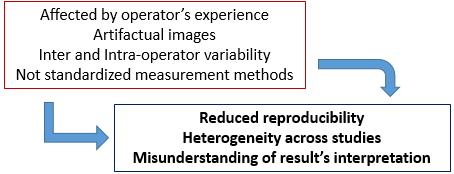 Affected by operator's experience
Artifactual images
Inter and Intra-operator variability
Not standardized measurement methods
Reduced reproducibility
Heterogeneity across studies
Misunderstanding of result's interpretation